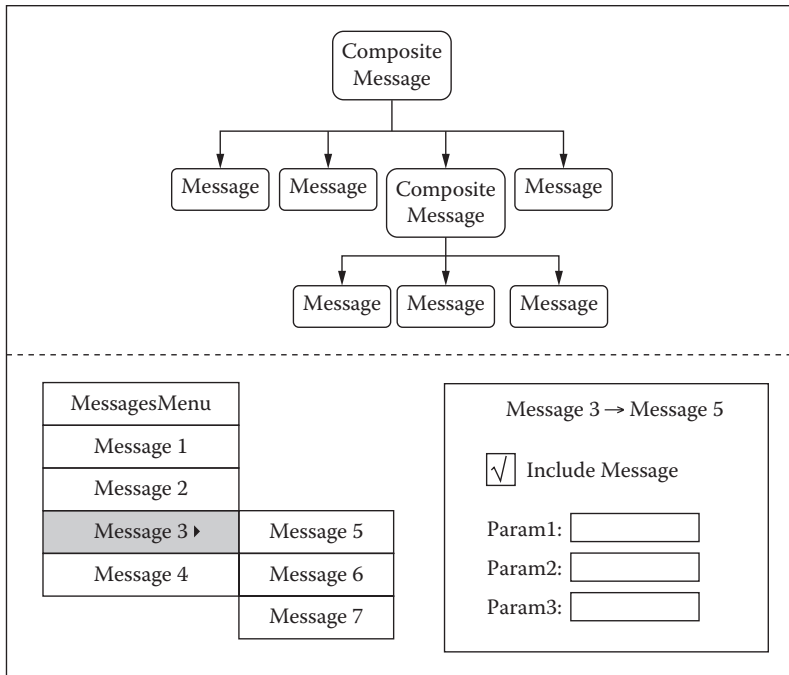 Composite
Message
Message
Message
Composite
Message
Message
Message
Message
Message
MessagesMenu
Message 1
Message 2
Message 3
Message 4
Message 5
Message 6
Message 7
Message 3 → Message 5
√ Include Message
Param1:
Param2:
Param3: